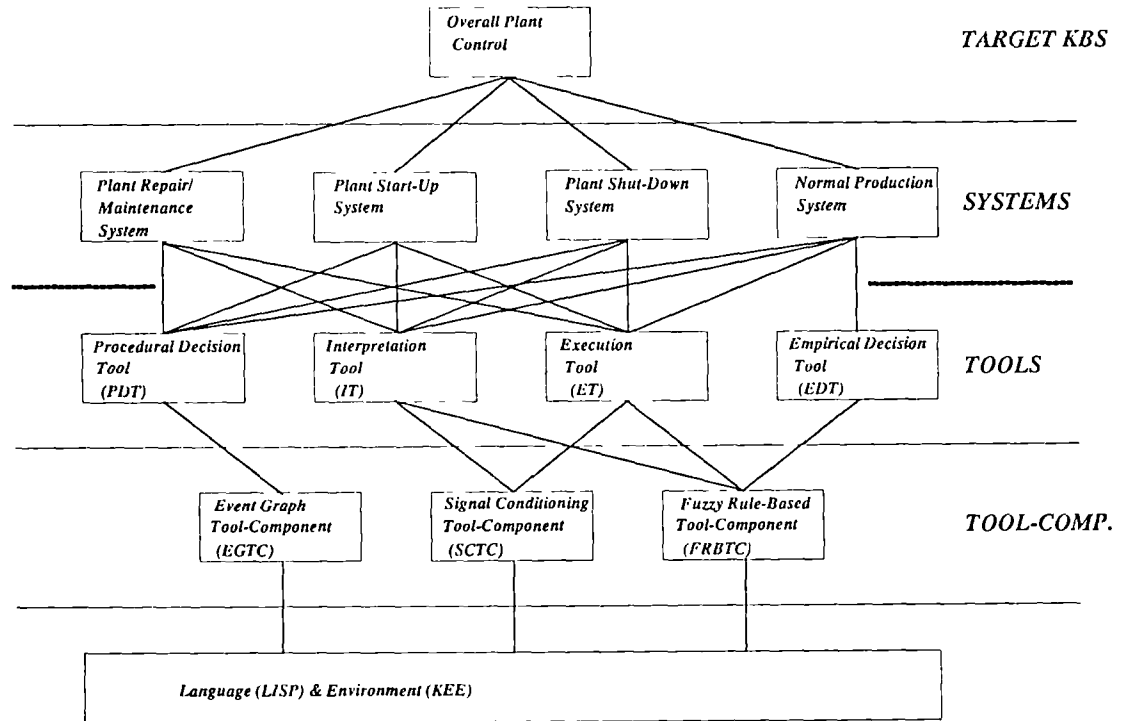 Overall Plant
Control
TARGET KBS
Plant Repair/
Maintenance
System
Plant Start-Up
System
Plant Shut-Down
System
Normal Production
System
SYSTEMS
Procedural Decision
Tool
(PDT)
Interpretation
Tool
(IT)
Execution
Tool
(ET)
Empirical Decision
Tool
(EDT)
TOOLS
Event Graph
Tool-Component
(EGTC)
Signal Conditioning
Tool-Component
(SCTC)
Fuzzy Rule-Based
Tool-Component
(FRBTC)
TOOL-COMP.
Language (LISP) & Environment (KEE)